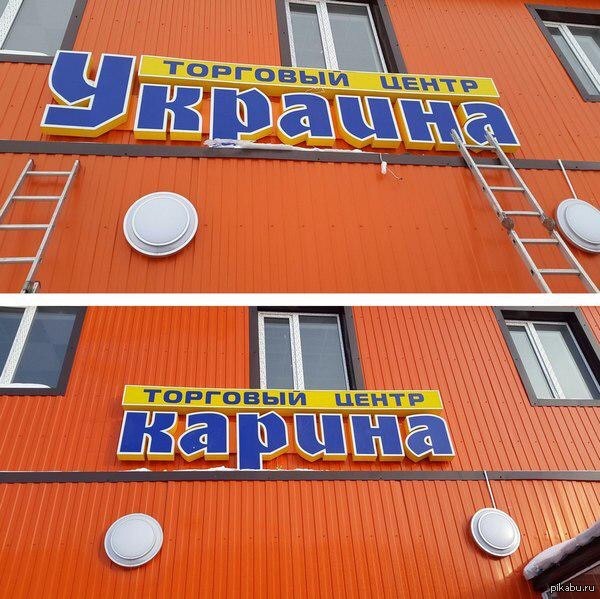 ТОРГОВЫЙ ЦЕНТР
Украина
ТОРГОВЫЙ ЦЕНТР
карина
pikabu.ru